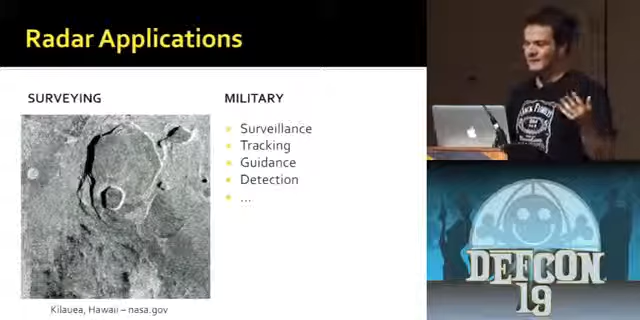 Radar Applications
SURVEYING
MILITARY
Surveillance
Tracking
Guidance
Detection
...
Kilauea, Hawaii – nasa.gov
DEFCON
19